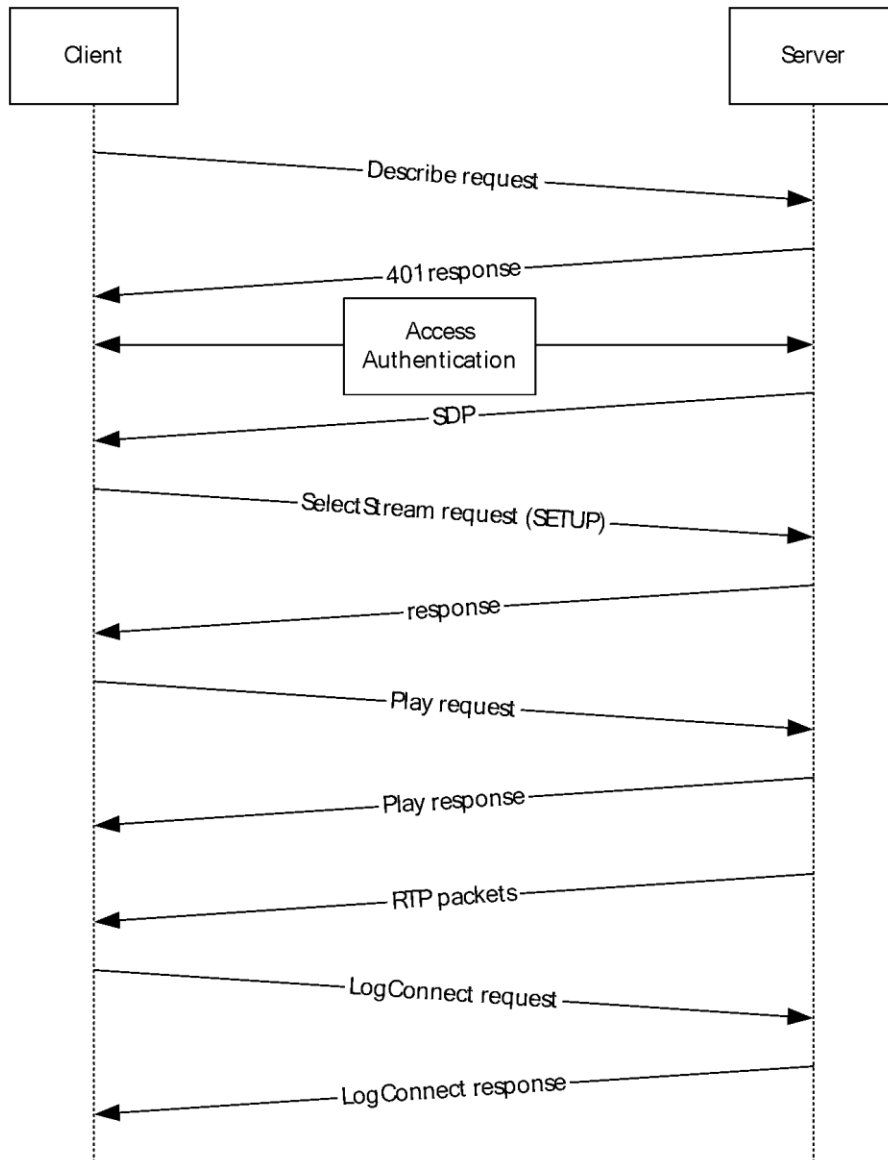 Client
Server
Describe request
401 response
Access
Authentication
SDP
SelectStream request (SETUP)
response
Play request
Play response
RTP packets
LogConnect request
LogConnect response